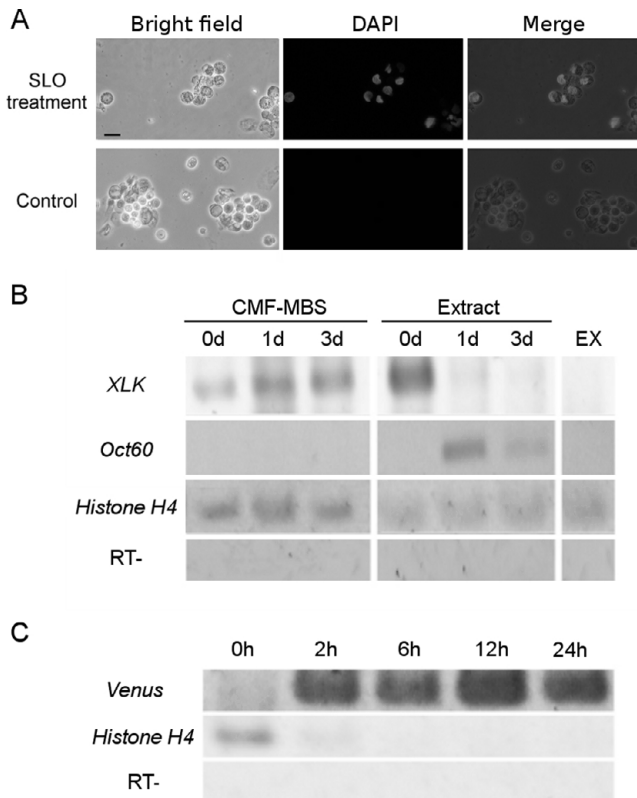 A
Bright field DAPI Merge
SLO
treatment
Control
B
CMF-MBS Extract
0d 1d 3d 0d 1d 3d EX
XLK
Oct60
Histone H4
RT-
C
0h 2h 6h 12h 24h
Venus
Histone H4
RT-